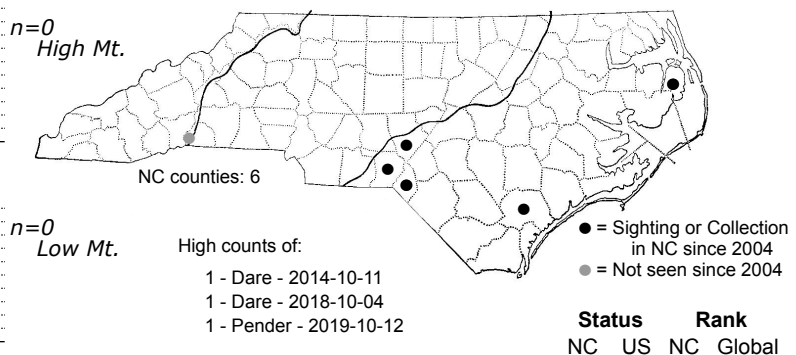 n=0
High Mt.
NC counties: 6
n=0
Low Mt.
High counts of:
1 - Dare - 2014-10-11
1 - Dare - 2018-10-04
1 - Pender - 2019-10-12
● = Sighting or Collection
in NC since 2004
● = Not seen since 2004
Status Rank
NC US NC Global